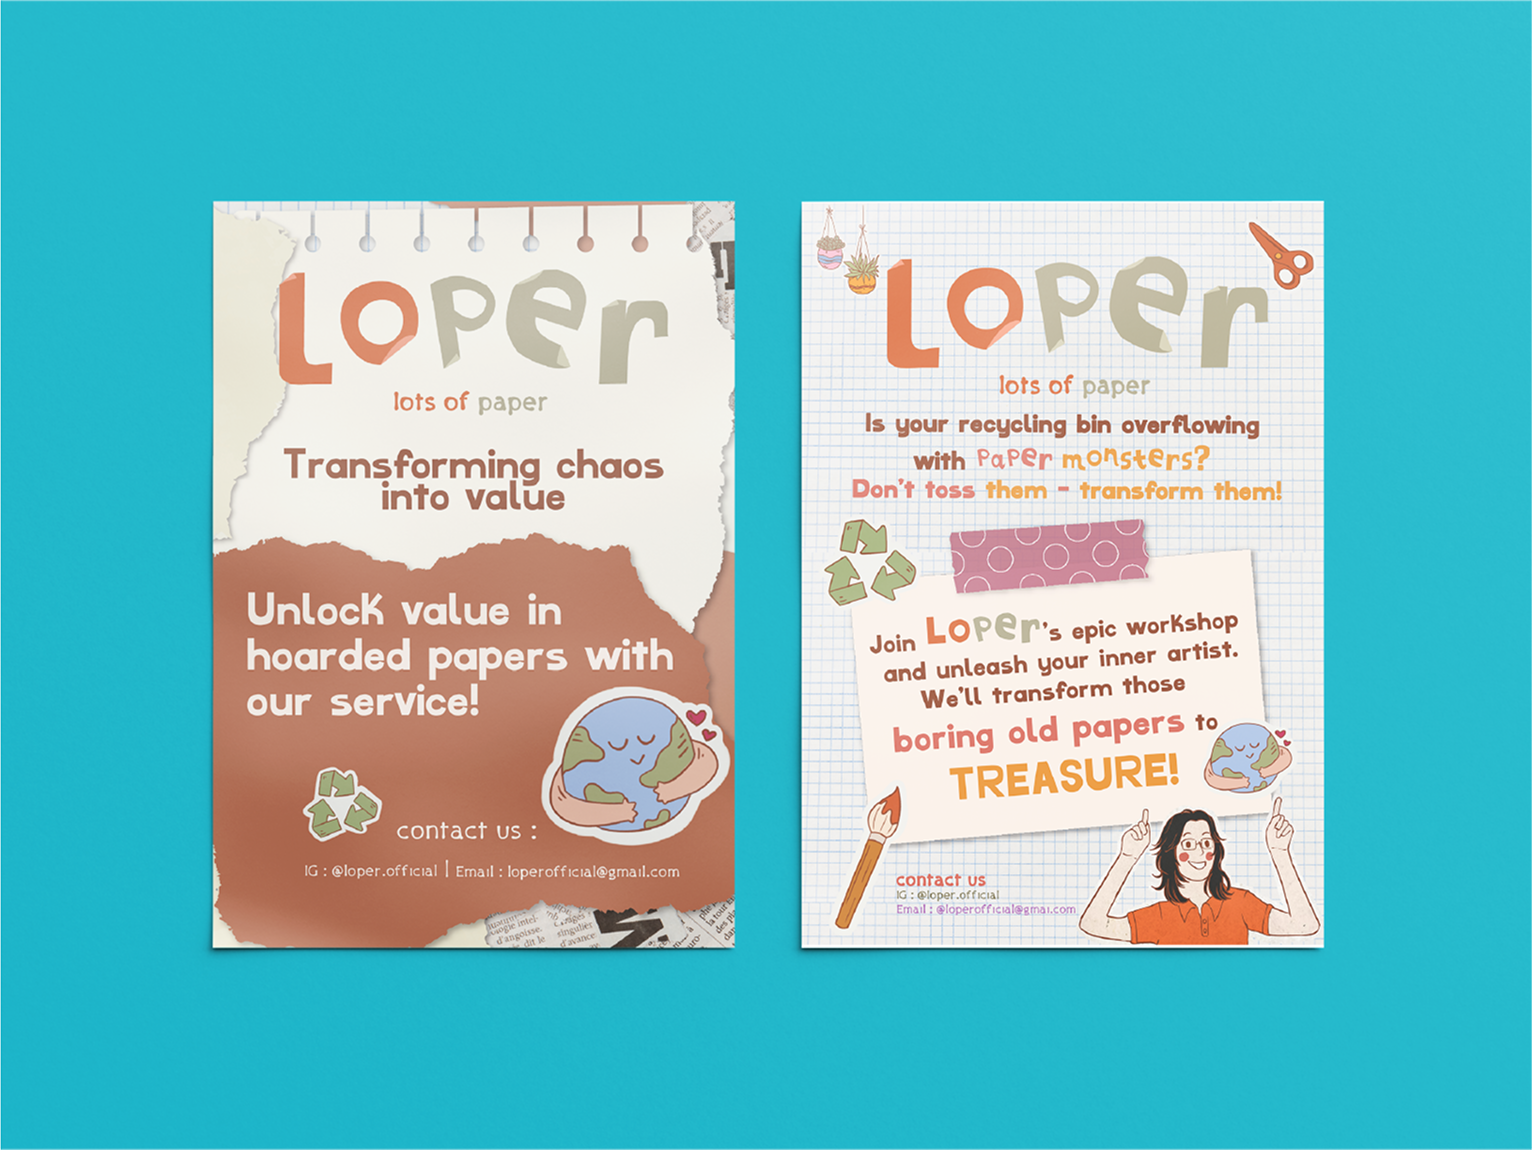 Loper
lots of paper
Transforming chaos
into value
Unlock value in
hoarded papers with
our service!
contact us :
IG : @loper.official | Email : loperofficial@gmail.com
Loper
lots of paper
Is your recycling bin overflowing
with Paper monsters?
Don't toss them - transform them!
Join Loper's epic workshop
and unleash your inner artist.
We'll transform those
boring old papers to
TREASURE!
contact us
IG : @loper.official
Email : @loperofficial@gmai.com